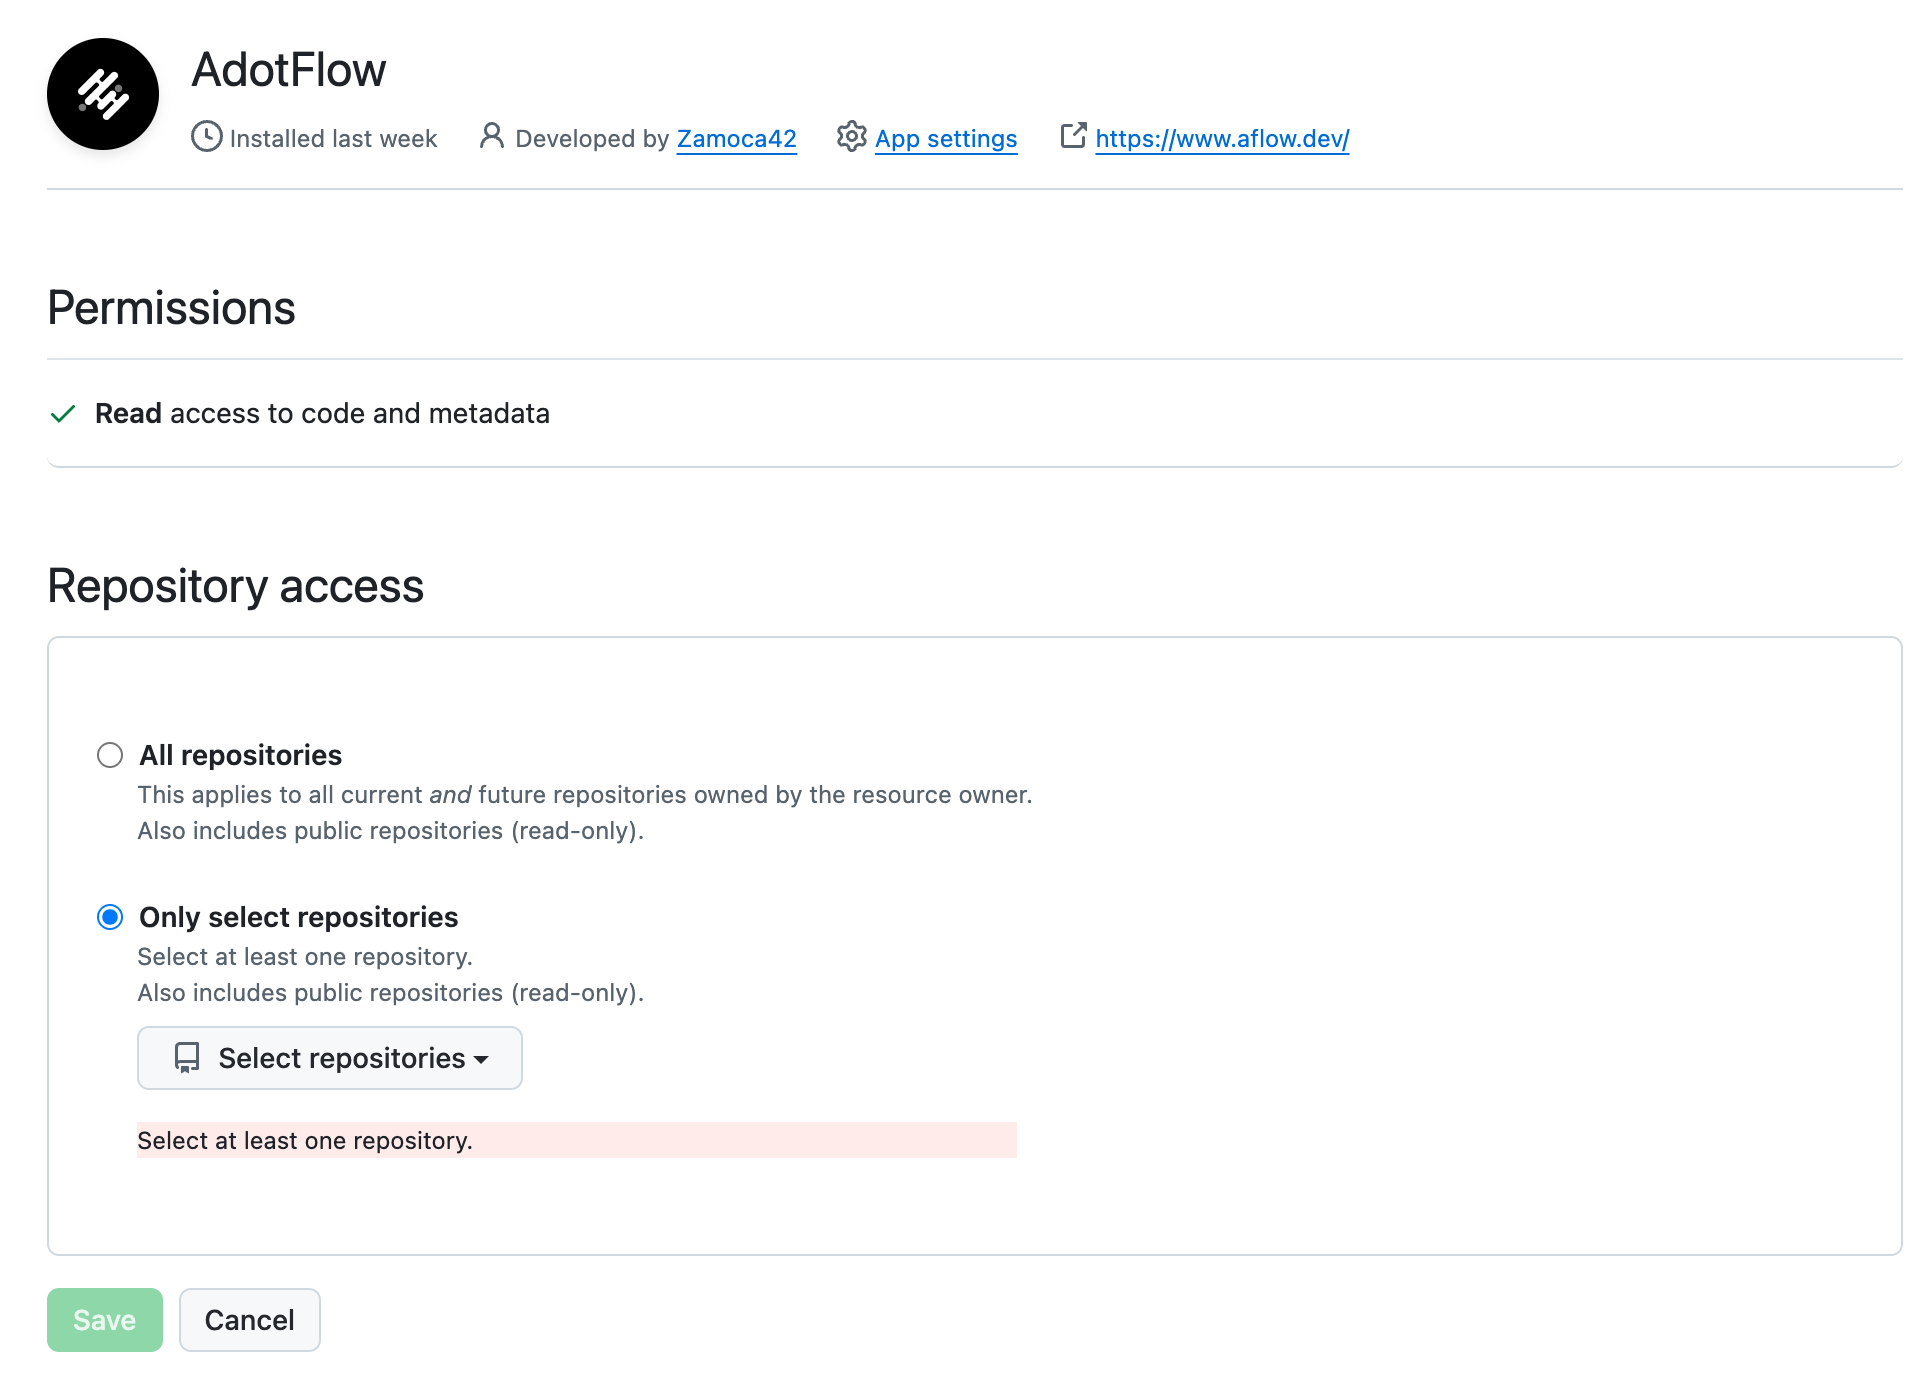 AdotFlow
Installed last week Developed by Zamoca42 App settings https://www.aflow.dev/
Permissions
Read access to code and metadata
Repository access
All repositories
This applies to all current and future repositories owned by the resource owner.
Also includes public repositories (read-only).
Only select repositories
Select at least one repository.
Also includes public repositories (read-only).
Select repositories
Select at least one repository.
Save Cancel